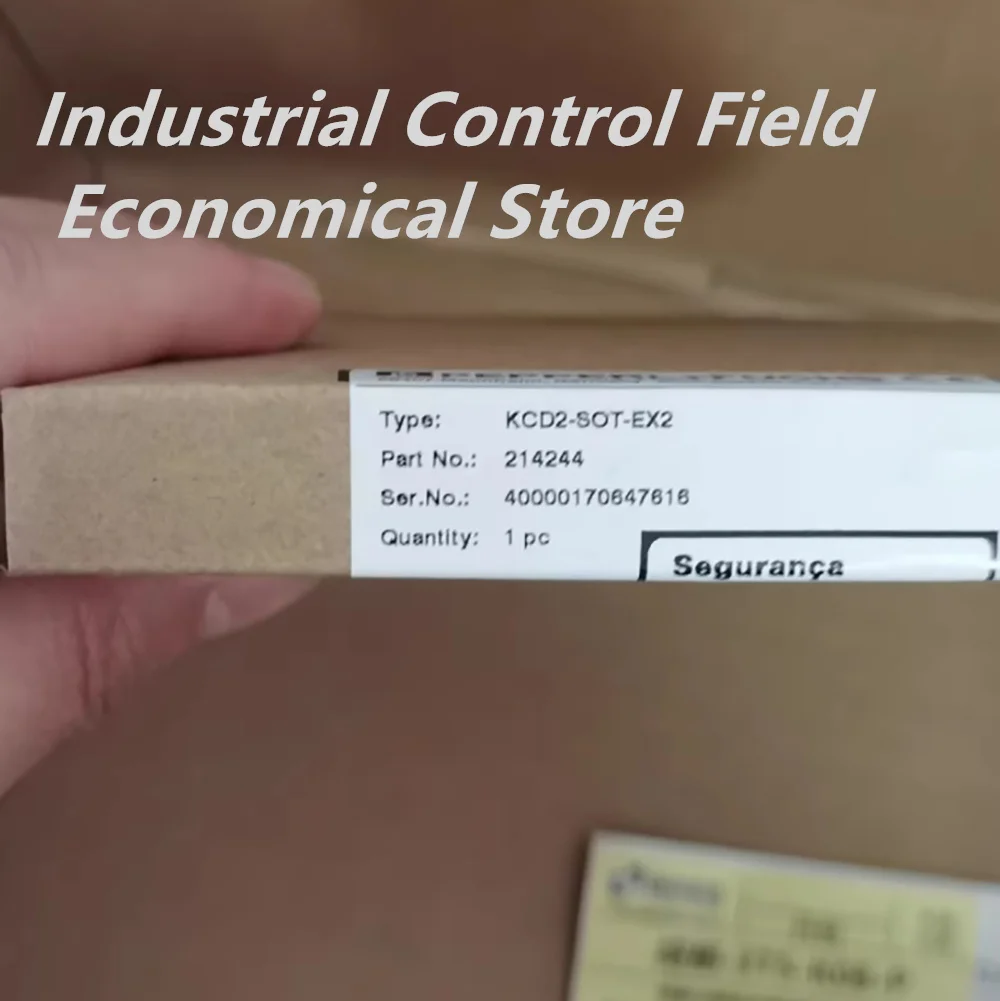 Industrial Control Field
Economical Store
Type: KCD2-SOT-EX2
Part No.: 214244
Ser.No.: 40000170647616
Quantity: 1 pc
Segurança